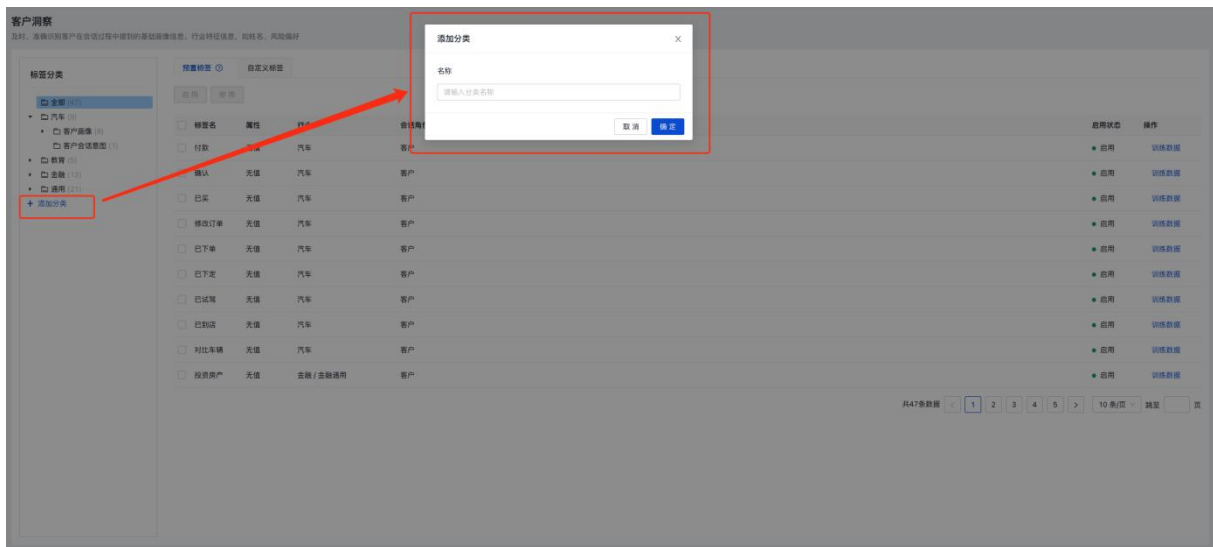 客户洞察
及时、准确识别客户在会话过程中提到的基础画像信息、行业特征信息、如姓名、风险偏好
添加分类
标签分类
预置标签 自定义标签
名称
请输入分类名称
启用 停用
全部 (47)
取消 确定
汽车 (9)
标签名 属性 会话角 启用状态 操作
客户画像 (8)
客户会话意图 (1)
付款 汽车 客户 启用 训练数据
教育 (5)
金融 (12)
确认 无值 汽车 客户 启用 训练数据
通用 (21)
+ 添加分类
已买 无值 汽车 客户 启用 训练数据
修改订单 无值 汽车 客户 启用 训练数据
已下单 无值 汽车 客户 启用 训练数据
已下定 无值 汽车 客户 启用 训练数据
已试驾 无值 汽车 客户 启用 训练数据
已到店 无值 汽车 客户 启用 训练数据
对比车辆 无值 汽车 客户 启用 训练数据
投资房产 无值 金融 / 金融通用 客户 启用 训练数据
共47条数据 < 1 2 3 4 5 > 10 条/页 跳至 页